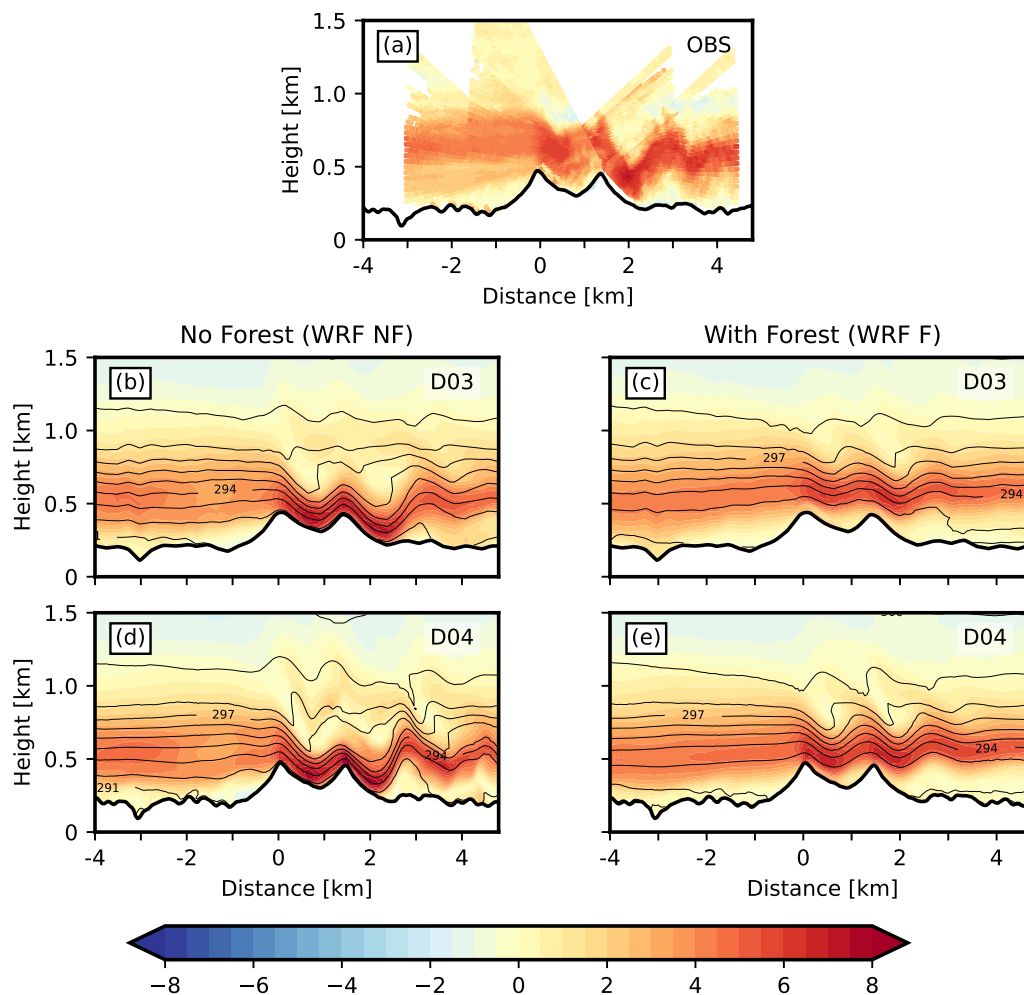 1.5
(a)
OBS
1.0
Height [km]
0.5
0
-4 -2 0 2 4
Distance [km]
No Forest (WRF NF)
With Forest (WRF F)
1.5
(b)
D03
(c)
D03
1.0
Height [km]
297
0.5
294
294
0
1.5
(d)
D04
(e)
D04
1.0
Height [km]
297
297
0.5
294
294
291
0
-4 -2 0 2 4
-4 -2 0 2 4
Distance [km]
Distance [km]
−8 −6 −4 −2 0 2 4 6 8